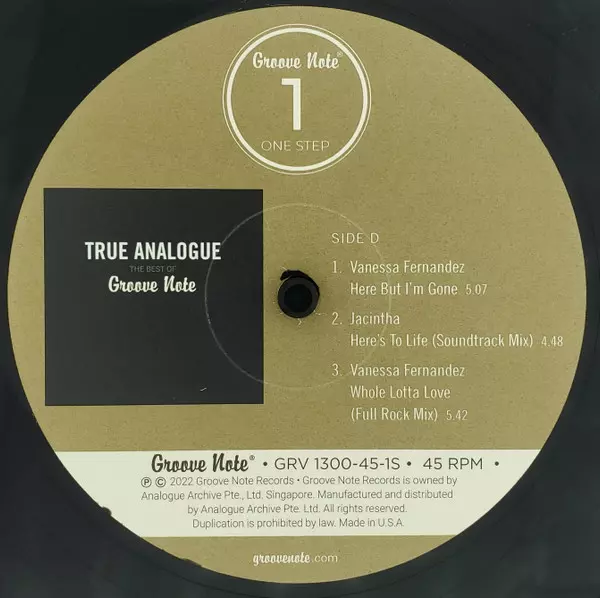 Groove Note®
1
ONE STEP
TRUE ANALOGUE
THE BEST OF
Groove Note
SIDE D
1. Vanessa Fernandez
Here But I'm Gone 5.07
2. Jacintha
Here's To Life (Soundtrack Mix) 4.48
3. Vanessa Fernandez
Whole Lotta Love
(Full Rock Mix) 5.42
Groove Note® • GRV 1300-45-1S • 45 RPM •
℗ © 2022 Groove Note Records • Groove Note Records is owned by
Analogue Archive Pte., Ltd. Singapore. Manufactured and distributed
by Analogue Archive Pte. Ltd. All rights reserved.
Duplication is prohibited by law. Made in U.S.A.
groovenote.com